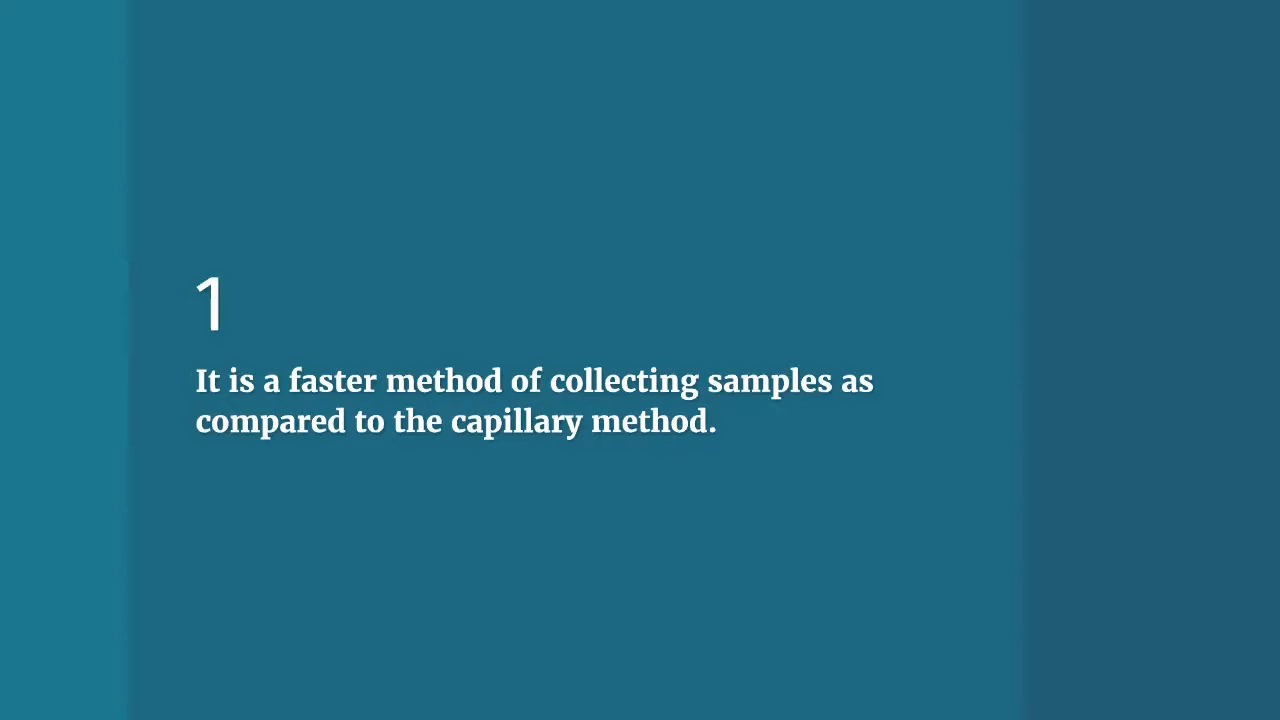 1
It is a faster method of collecting samples as
compared to the capillary method.